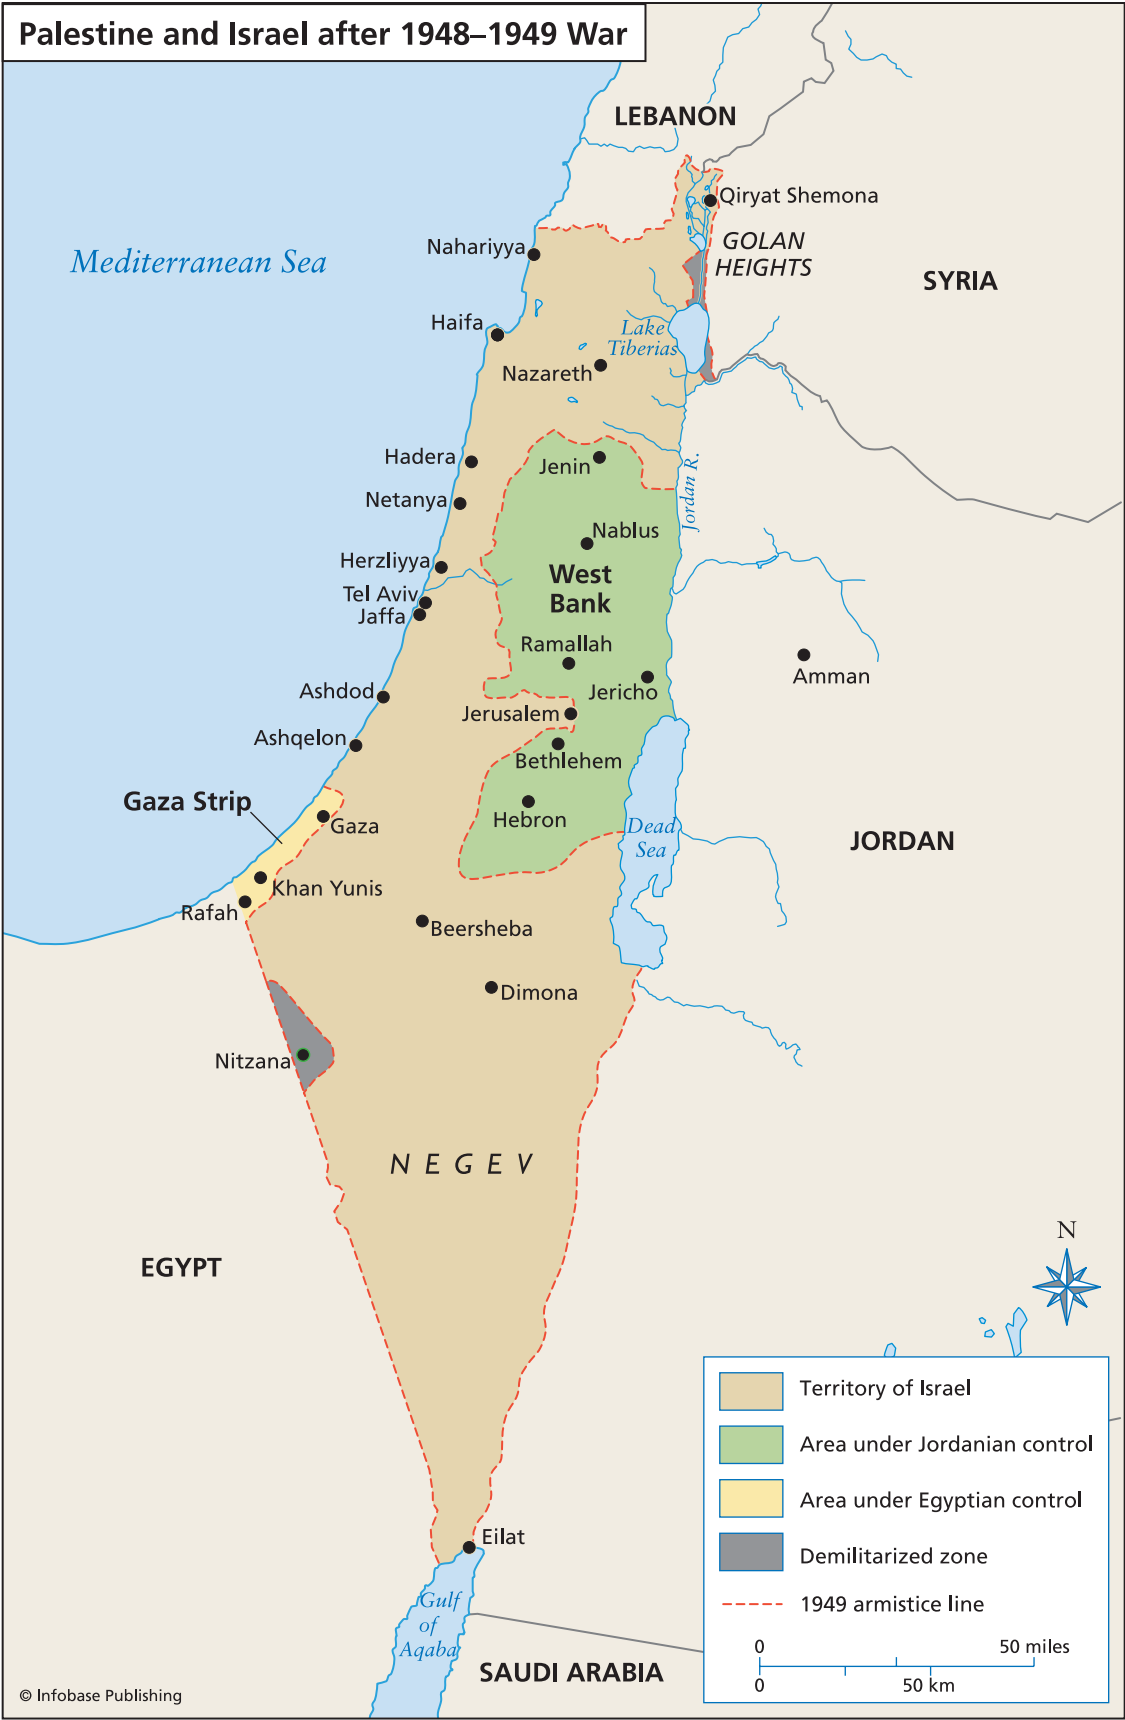 Palestine and Israel after 1948–1949 War
LEBANON
Qiryat Shemona
GOLAN
HEIGHTS
SYRIA
Nahariyya
Mediterranean Sea
Haifa
Lake
Tiberias
Nazareth
Hadera
Jenin
Jordan R.
Netanya
Nablus
Herzliyya
West
Bank
Tel Aviv
Jaffa
Ramallah
Amman
Jericho
Ashdod
Jerusalem
Ashqelon
Bethlehem
Gaza Strip
Hebron
Gaza
Dead
Sea
JORDAN
Khan Yunis
Rafah
Beersheba
Dimona
Nitzana
NEGEV
N
EGYPT
Territory of Israel
Area under Jordanian control
Area under Egyptian control
Demilitarized zone
1949 armistice line
0 50 miles
0 50 km
Eilat
Gulf
of
Aqaba
SAUDI ARABIA
© Infobase Publishing